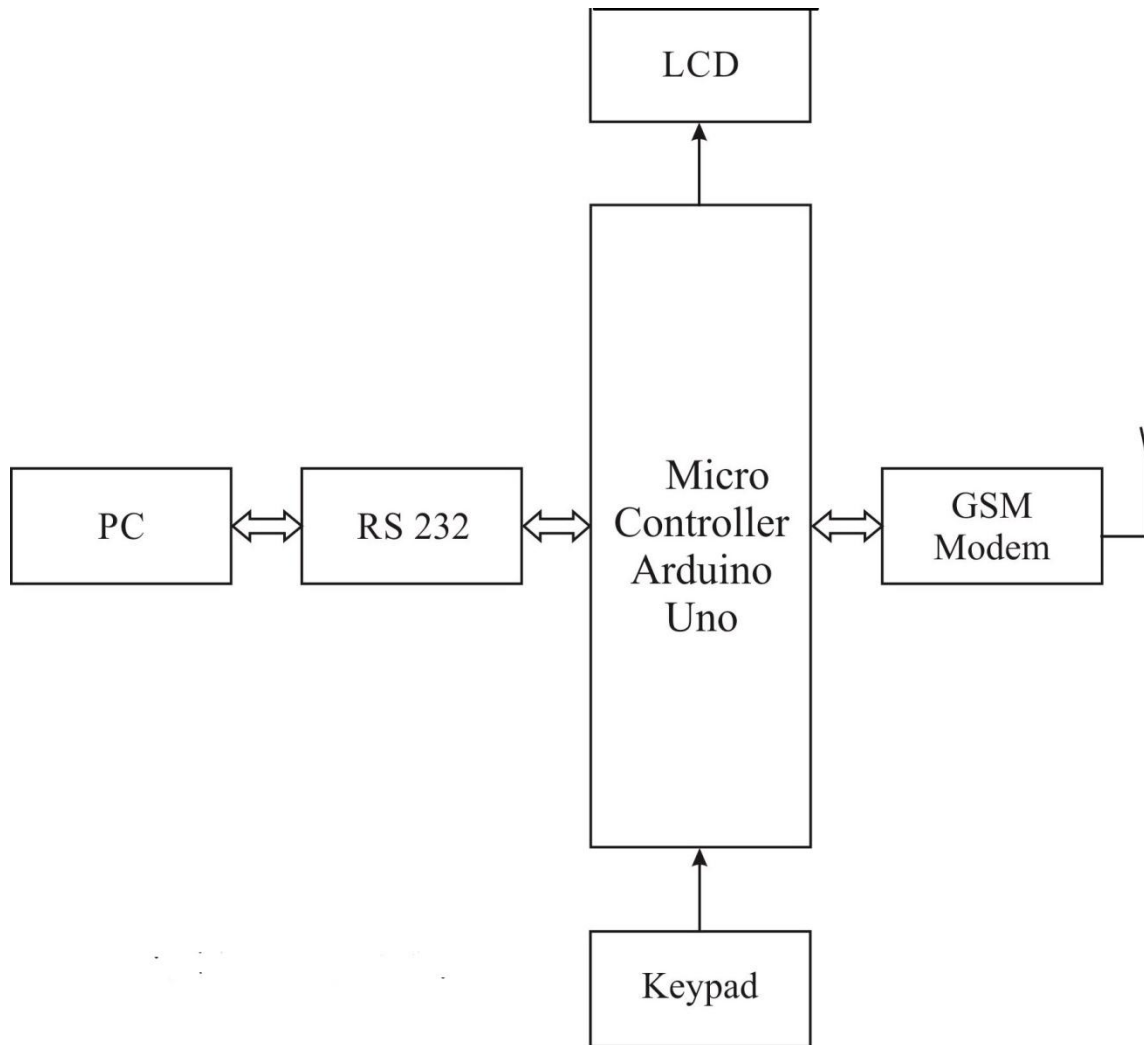 LCD
PC
RS 232
Micro
Controller
Arduino
Uno
GSM
Modem
Keypad